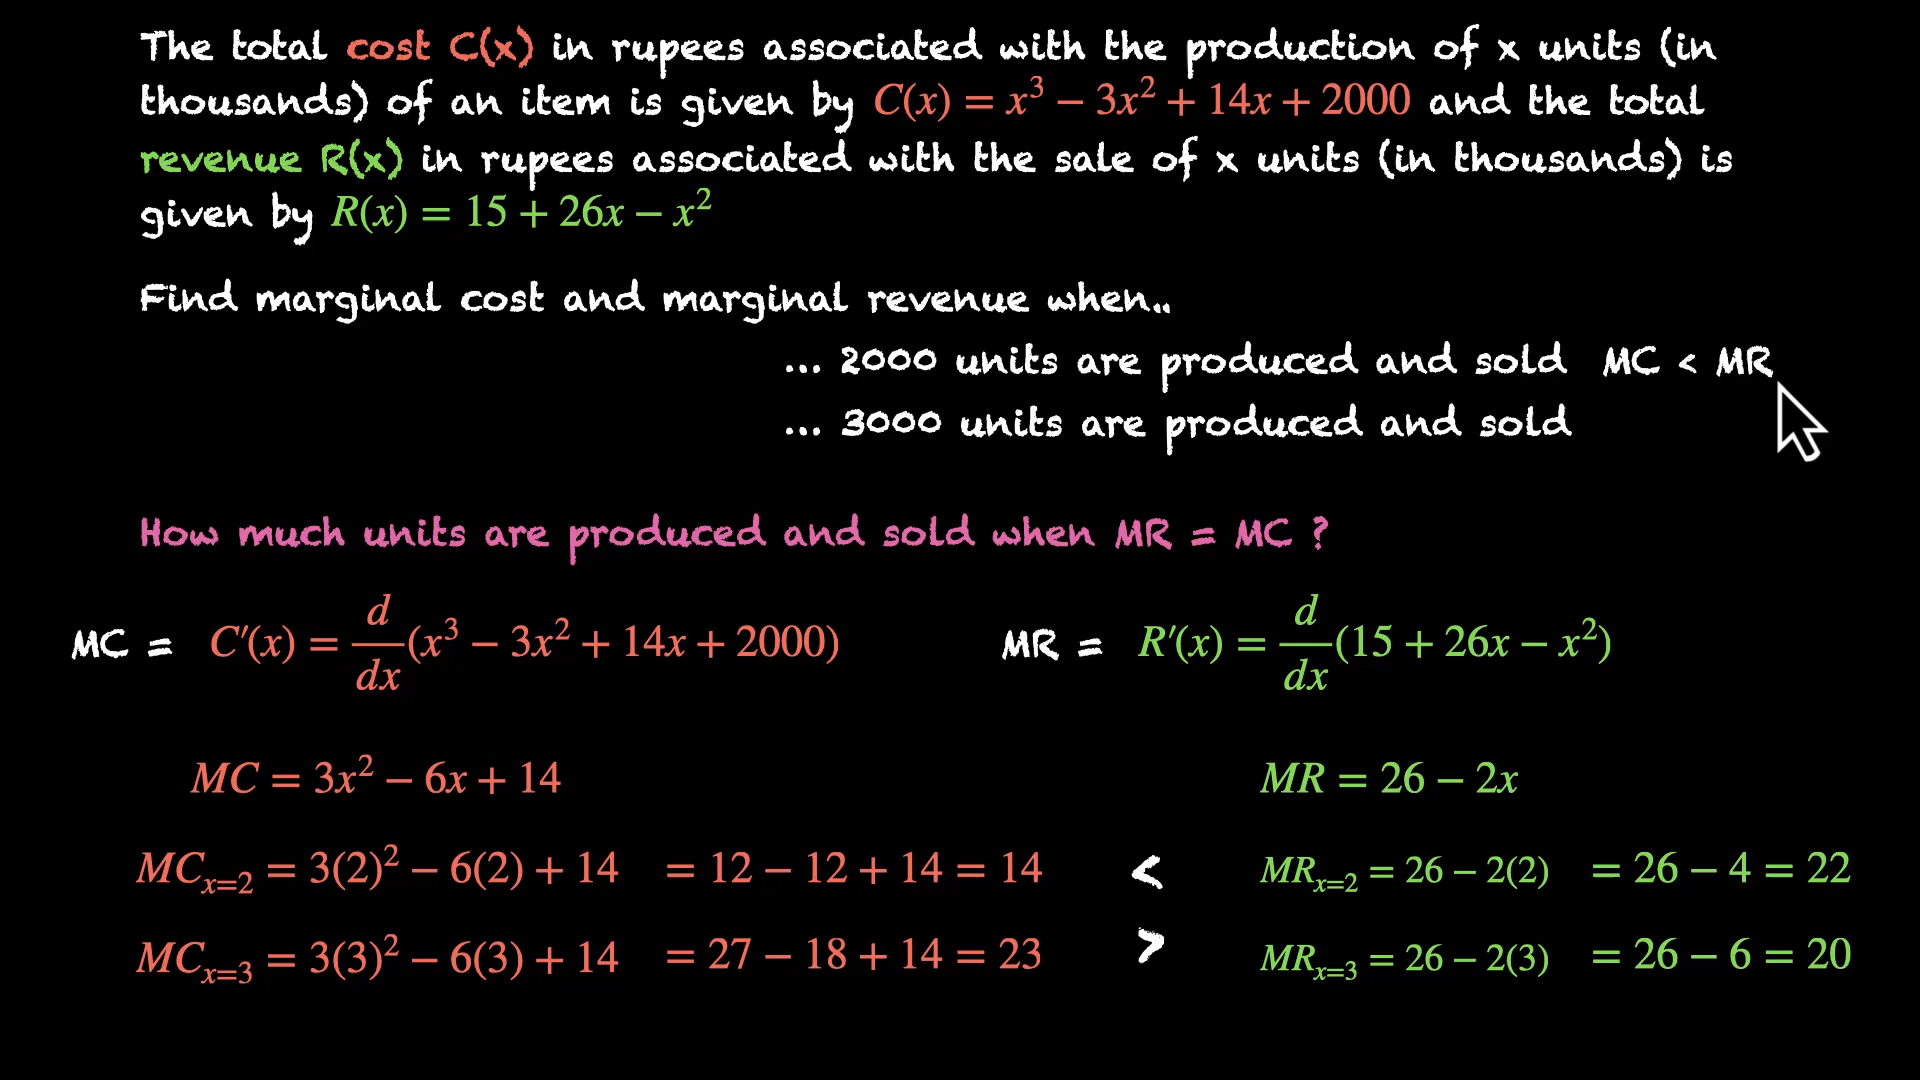 The total cost C(x) in rupees associated with the production of x units (in
thousands) of an item is given by C(x) = x³ − 3x² + 14x + 2000 and the total
revenue R(x) in rupees associated with the sale of x units (in thousands) is
given by R(x) = 15 + 26x − x²
Find marginal cost and marginal revenue when..
... 2000 units are produced and sold MC < MR
... 3000 units are produced and sold
How much units are produced and sold when MR = MC ?
MC = C′(x) = d/dx (x³ − 3x² + 14x + 2000) MR = R′(x) = d/dx (15 + 26x − x²)
MC = 3x² − 6x + 14 MR = 26 − 2x
MCₓ₌₂ = 3(2)² − 6(2) + 14 = 12 − 12 + 14 = 14 < MRₓ₌₂ = 26 − 2(2) = 26 − 4 = 22
MCₓ₌₃ = 3(3)² − 6(3) + 14 = 27 − 18 + 14 = 23 > MRₓ₌₃ = 26 − 2(3) = 26 − 6 = 20